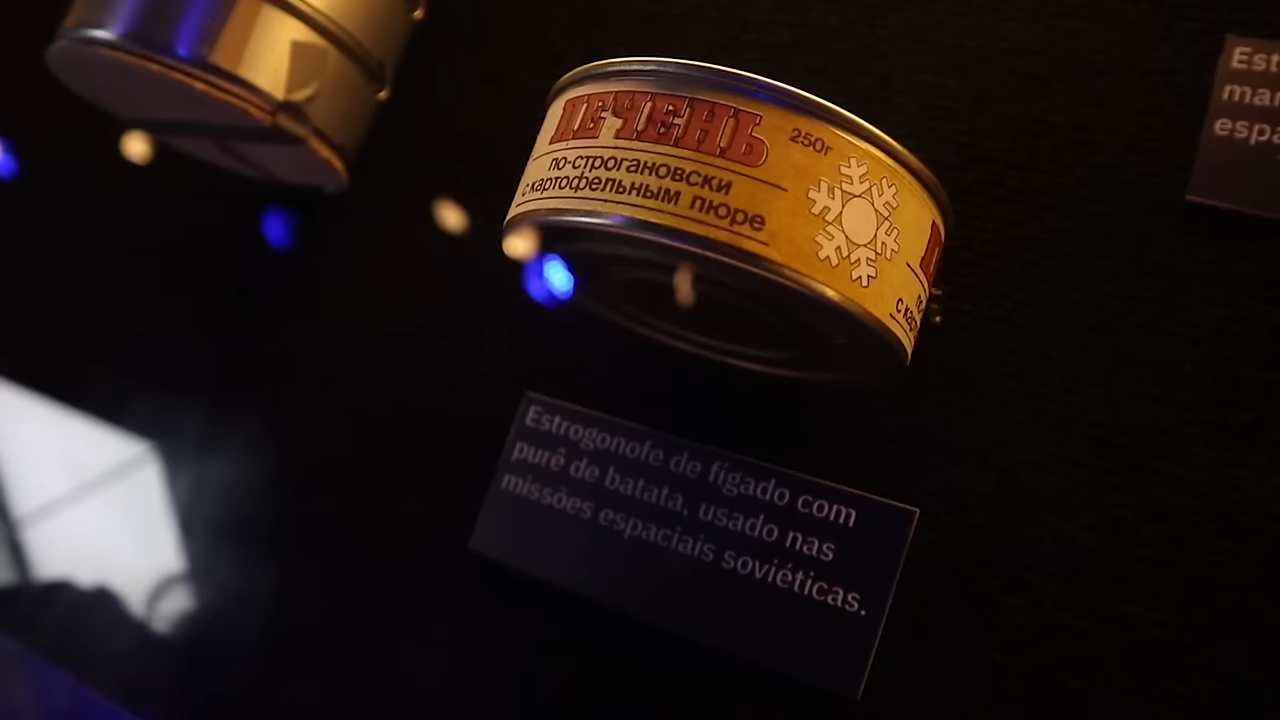 ПЕЧЕНЬ
250г
по-строгановски
с картофельным пюре
Estrogonofe de fígado com
purê de batata, usado nas
missões espaciais soviéticas.